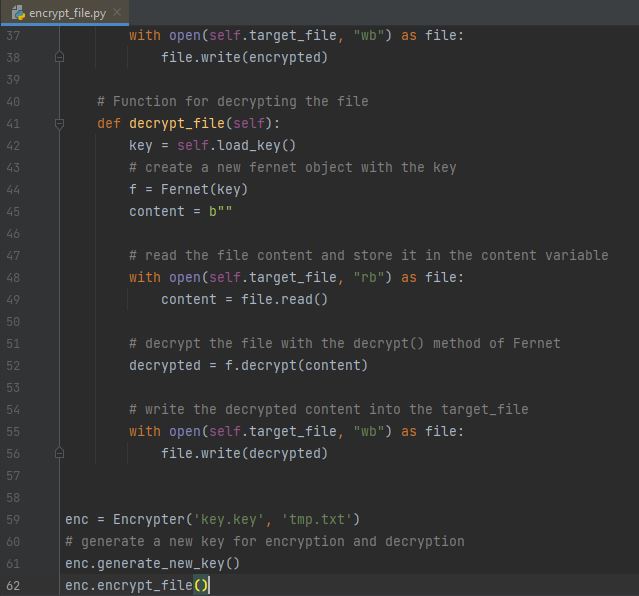 encrypt_file.py
37 with open(self.target_file, "wb") as file:
38 file.write(encrypted)
39
40 # Function for decrypting the file
41 def decrypt_file(self):
42 key = self.load_key()
43 # create a new fernet object with the key
44 f = Fernet(key)
45 content = b""
46
47 # read the file content and store it in the content variable
48 with open(self.target_file, "rb") as file:
49 content = file.read()
50
51 # decrypt the file with the decrypt() method of Fernet
52 decrypted = f.decrypt(content)
53
54 # write the decrypted content into the target_file
55 with open(self.target_file, "wb") as file:
56 file.write(decrypted)
57
58
59 enc = Encrypter('key.key', 'tmp.txt')
60 # generate a new key for encryption and decryption
61 enc.generate_new_key()
62 enc.encrypt_file()